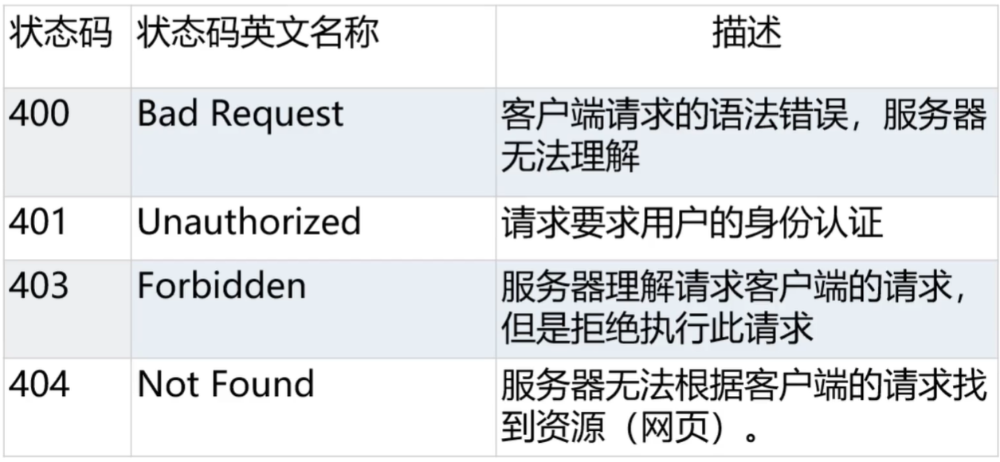 状态码 状态码英文名称 描述
400 Bad Request 客户端请求的语法错误，服务器
无法理解
401 Unauthorized 请求要求用户的身份认证
403 Forbidden 服务器理解请求客户端的请求，
但是拒绝执行此请求
404 Not Found 服务器无法根据客户端的请求找
到资源（网页）。